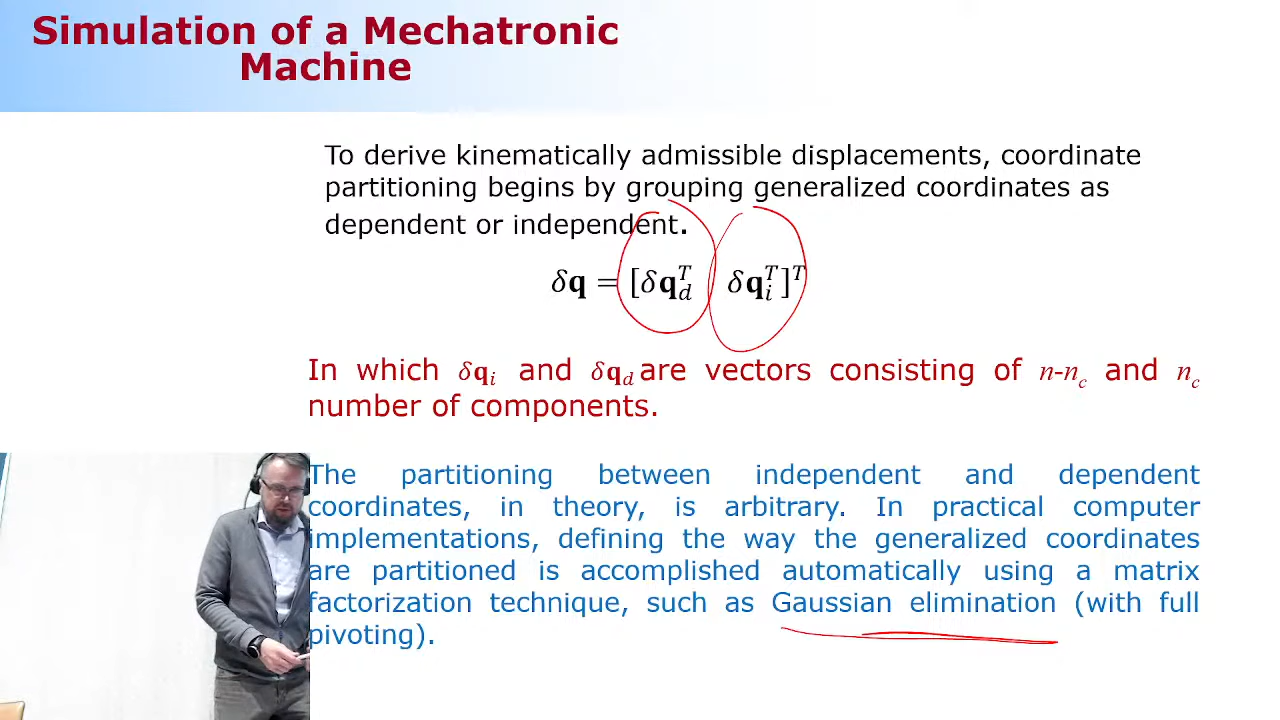 Simulation of a Mechatronic
Machine
To derive kinematically admissible displacements, coordinate
partitioning begins by grouping generalized coordinates as
dependent or independent.
δq = [δq_d^T δq_i^T]^T
In which δq_i and δq_d are vectors consisting of n-n_c and n_c
number of components.
The partitioning between independent and dependent
coordinates, in theory, is arbitrary. In practical computer
implementations, defining the way the generalized coordinates
are partitioned is accomplished automatically using a matrix
factorization technique, such as Gaussian elimination (with full
pivoting).